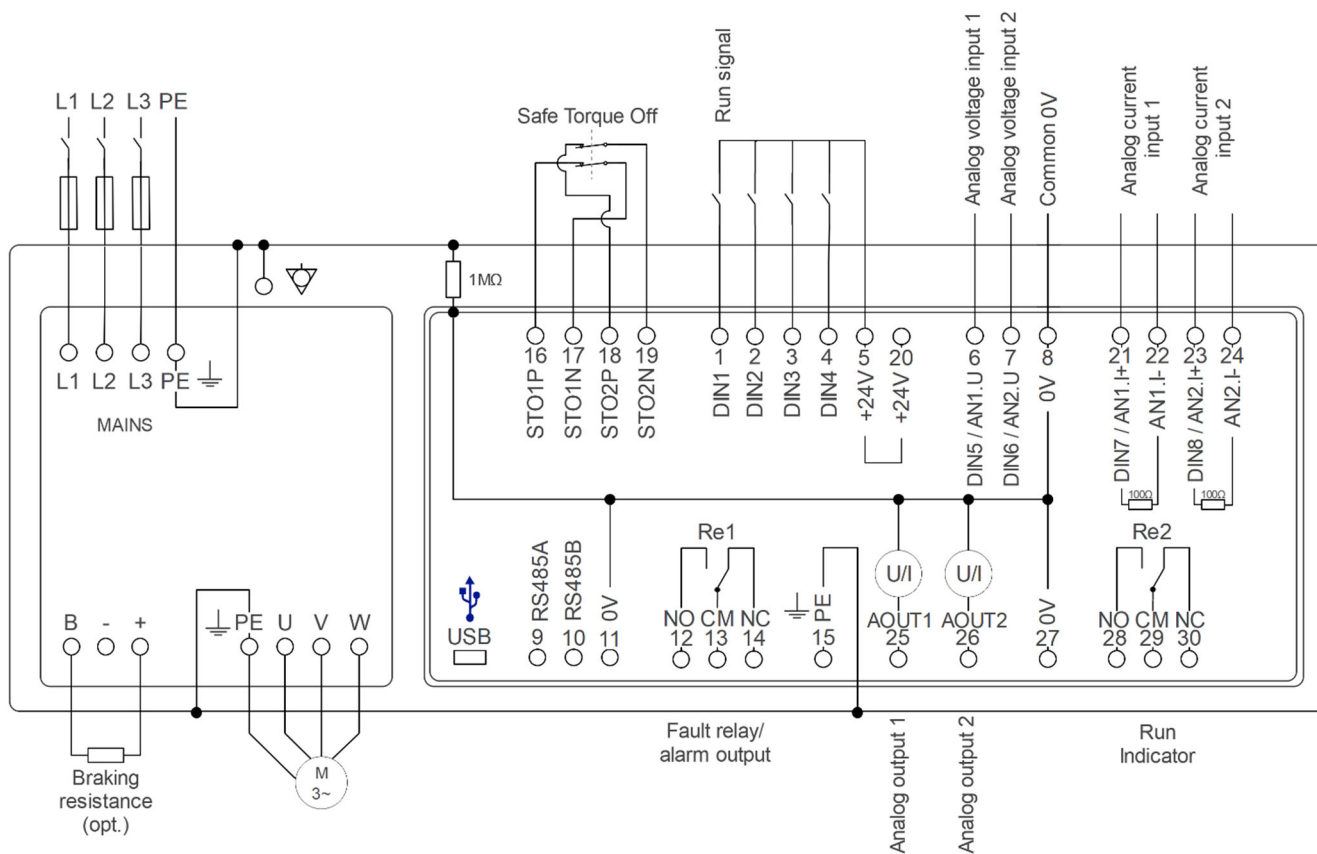 L1 L2 L3 PE
Safe Torque Off
Run signal
Analog voltage input 1
Analog voltage input 2
Common 0V
Analog current
input 1
Analog current
input 2
1MΩ
L1 L2 L3 PE
MAINS
16 17 18 19
STO1P
STO1N
STO2P
STO2N
1 2 3 4 5 20
DIN1
DIN2
DIN3
DIN4
+24V
+24V
6 7 8
DIN5 / AN1.U
DIN6 / AN2.U
0V
21 22 23 24
DIN7 / AN1.I+
AN1.I-
DIN8 / AN2.I+
AN2.I-
100Ω
100Ω
B - +
PE U V W
USB
9 RS485A
10 RS485B
11 0V
Re1
NO CM NC
12 13 14
15 PE
U/I
U/I
AOUT1
25
AOUT2
26
27 0V
Re2
NO CM NC
28 29 30
Braking
resistance
(opt.)
M
3~
Fault relay/
alarm output
Analog output 1
Analog output 2
Run
Indicator